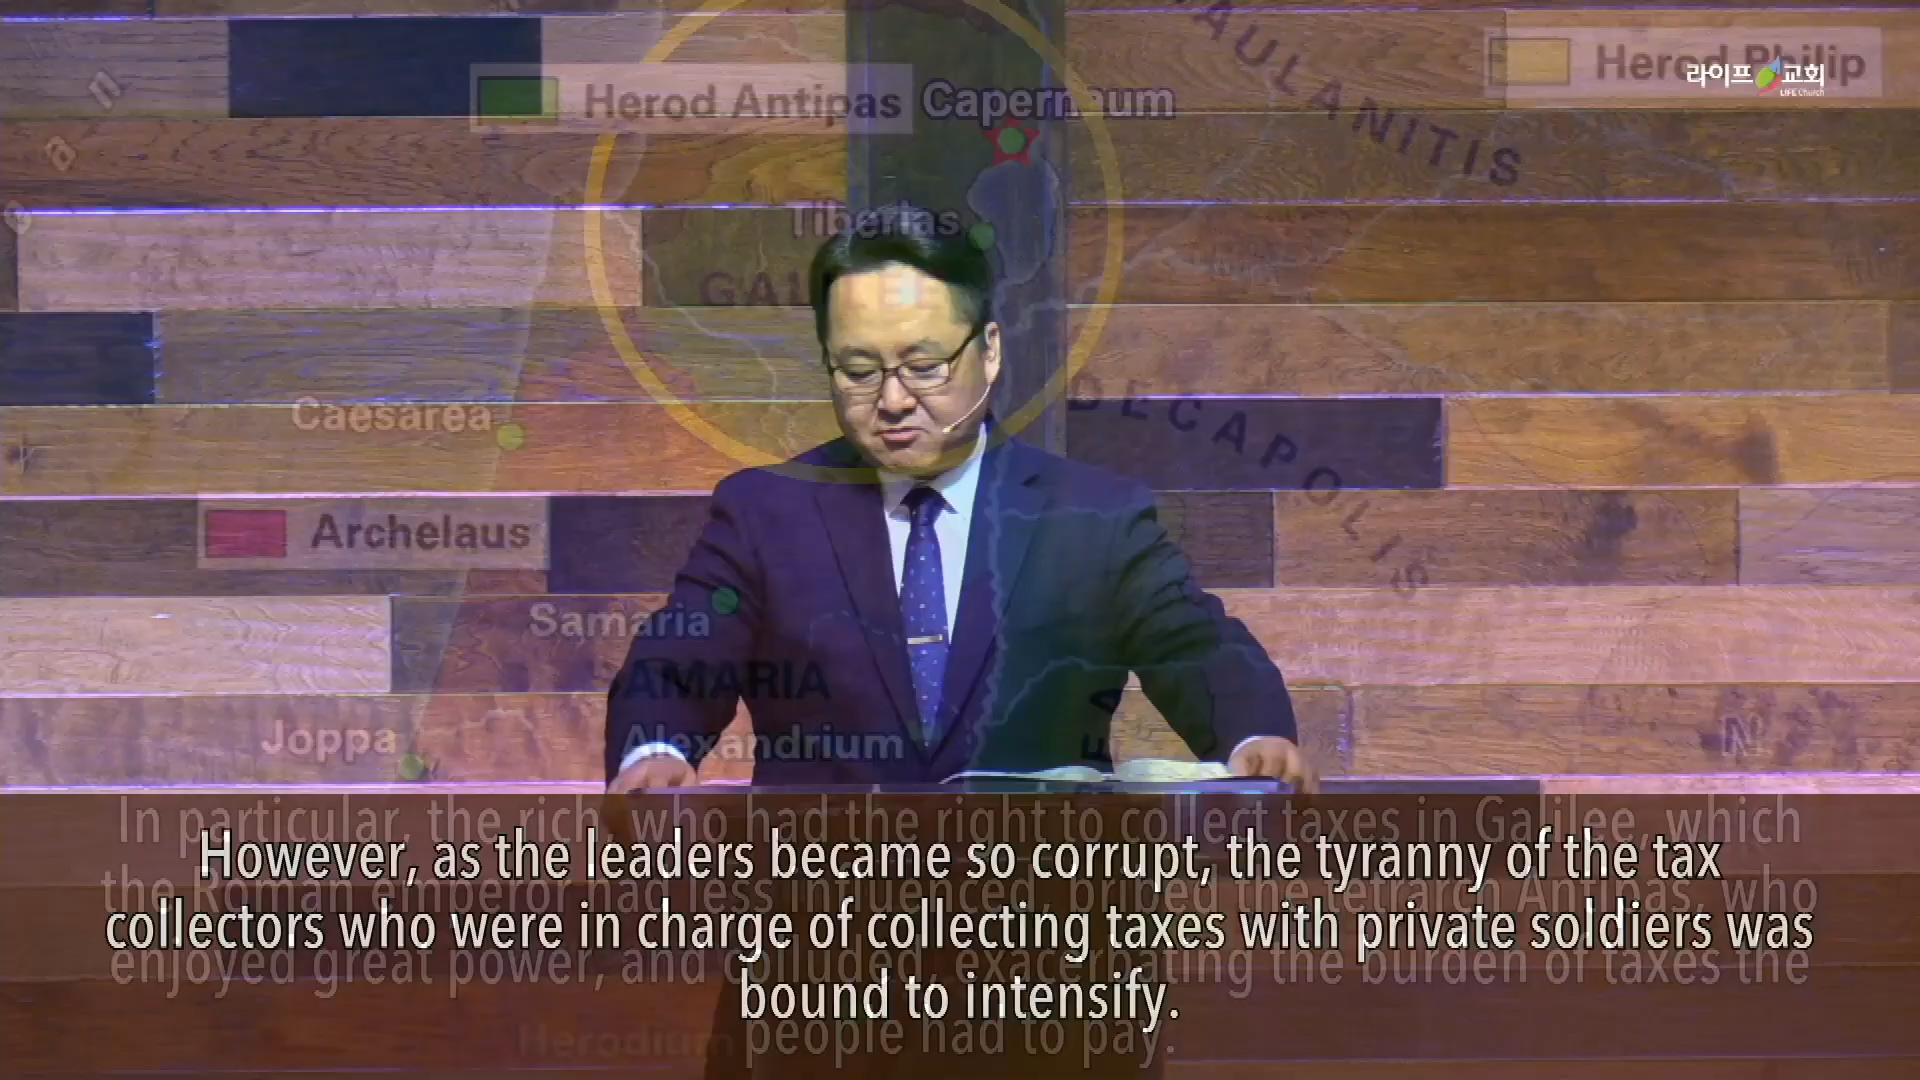 Herod Antipas
Capernaum
Herod Philip
라이프 교회
LIFE Church
AULANITIS
Tiberias
GALILEE
DECAPOLIS
Caesarea
Archelaus
Samaria
AMARIA
Alexandrium
Joppa
However, as the leaders became so corrupt, the tyranny of the tax
collectors who were in charge of collecting taxes with private soldiers was
bound to intensify.
In particular, the rich, who had the right to collect taxes in Galilee, which
the Roman emperor had less influenced, bribed the tetrarch Antipas, who
enjoyed great power, and colluded, exacerbating the burden of taxes the
people had to pay.
Herodium